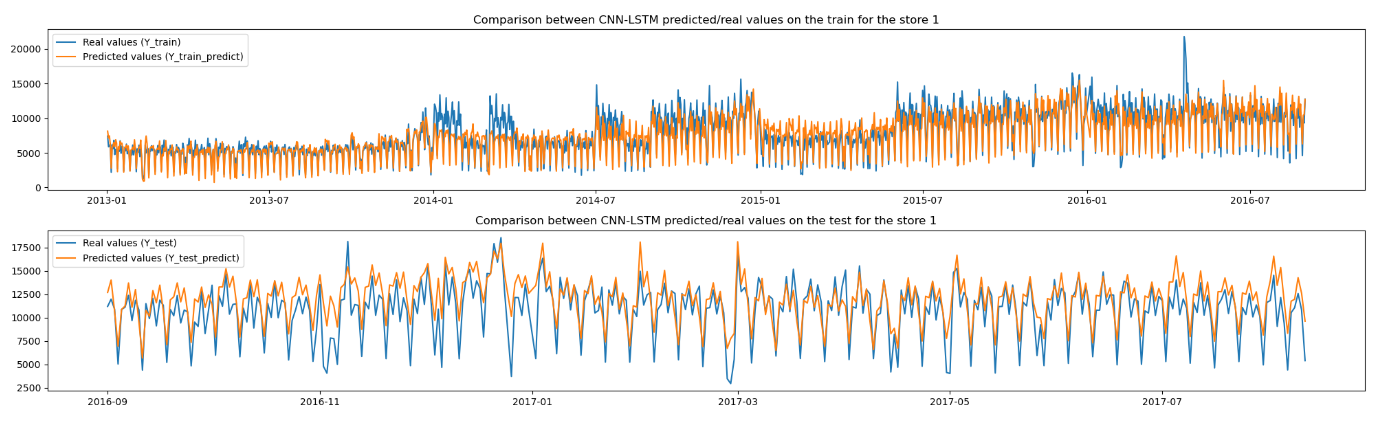 Comparison between CNN-LSTM predicted/real values on the train for the store 1
Real values (Y_train)
Predicted values (Y_train_predict)
20000
15000
10000
5000
0
2013-01 2013-07 2014-01 2014-07 2015-01 2015-07 2016-01 2016-07
Comparison between CNN-LSTM predicted/real values on the test for the store 1
Real values (Y_test)
Predicted values (Y_test_predict)
17500
15000
12500
10000
7500
5000
2500
2016-09 2016-11 2017-01 2017-03 2017-05 2017-07